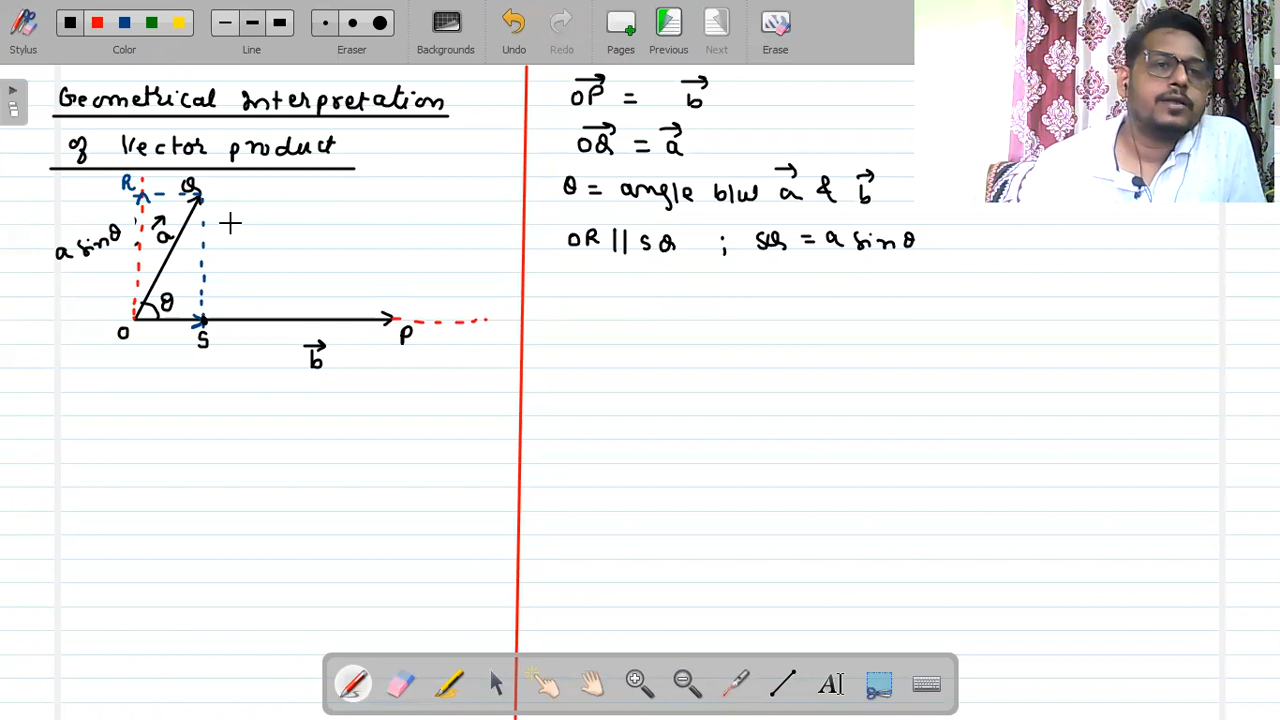 Stylus Color Line Eraser Backgrounds Undo Redo Pages Previous Next Erase
Geometrical Interpretation
of Vector product
R Q
a sinθ
a⃗
θ
O S P
b⃗
OP⃗ = b⃗
OQ⃗ = a⃗
θ = angle b/w a⃗ & b⃗
OR || SQ ; SQ = a sin θ